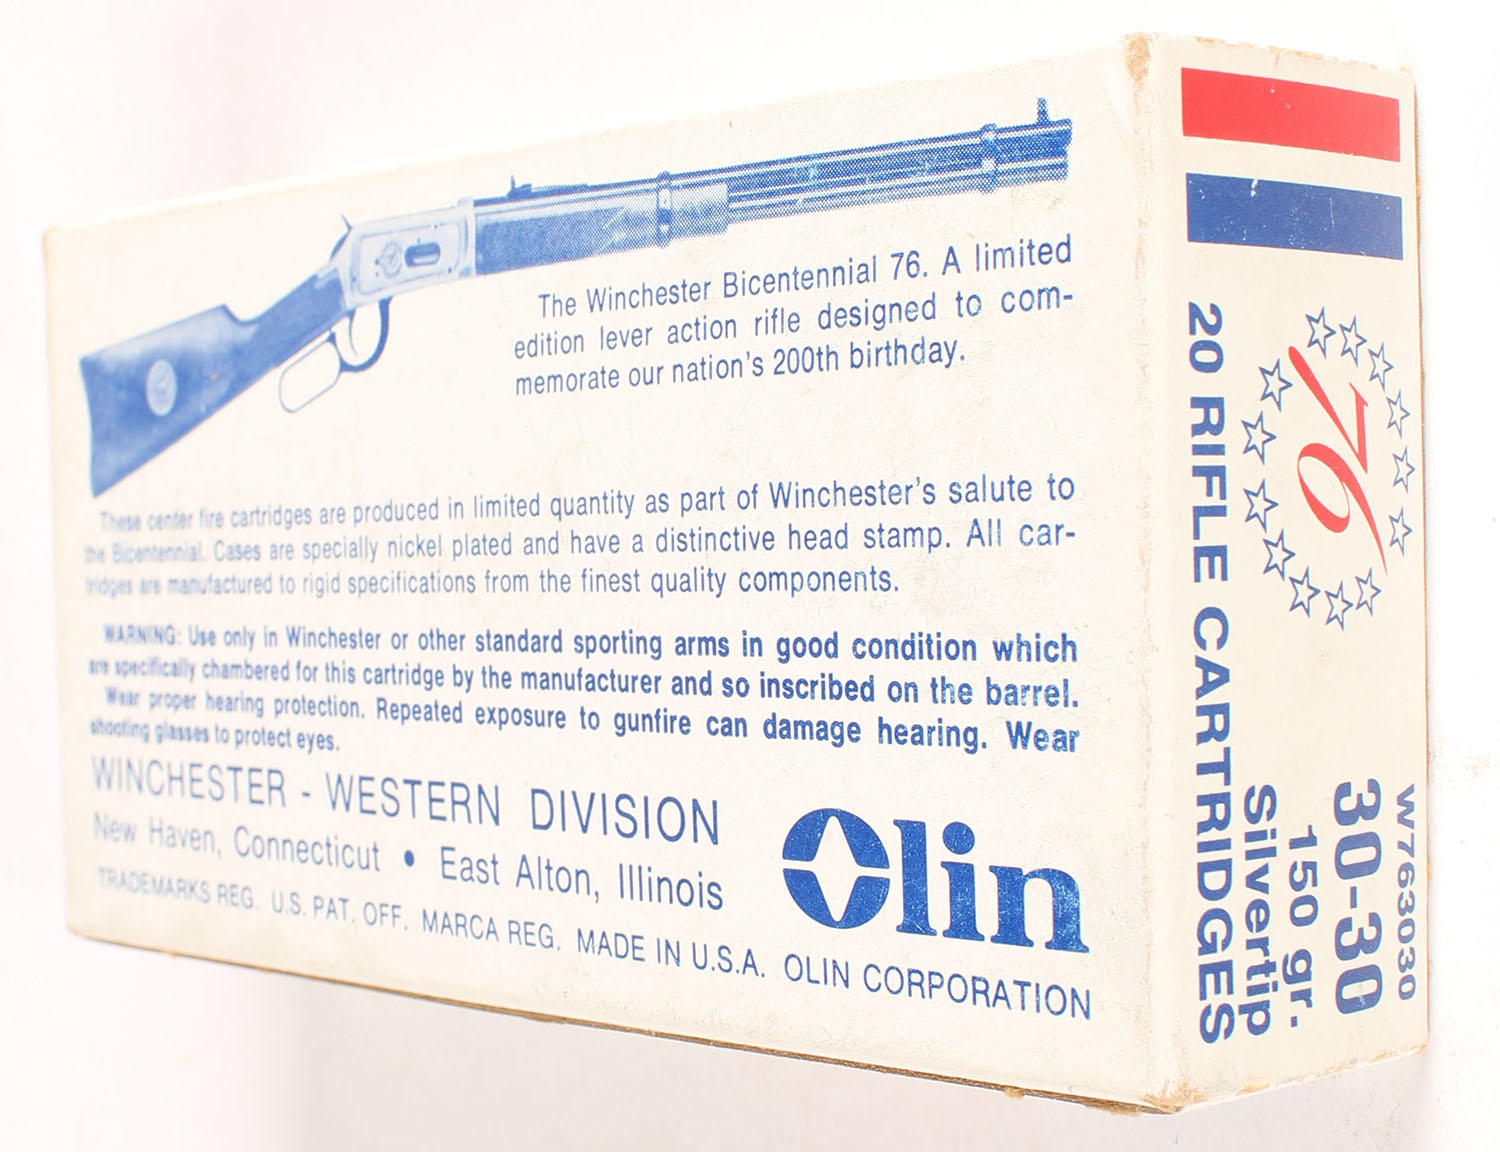 The Winchester Bicentennial 76. A limited
edition lever action rifle designed to com-
memorate our nation's 200th birthday.
These center fire cartridges are produced in limited quantity as part of Winchester's salute to
the Bicentennial. Cases are specially nickel plated and have a distinctive head stamp. All car-
tridges are manufactured to rigid specifications from the finest quality components.
WARNING: Use only in Winchester or other standard sporting arms in good condition which
are specifically chambered for this cartridge by the manufacturer and so inscribed on the barrel.
Wear proper hearing protection. Repeated exposure to gunfire can damage hearing. Wear
shooting glasses to protect eyes.
WINCHESTER - WESTERN DIVISION
New Haven, Connecticut • East Alton, Illinois
Olin
TRADEMARKS REG. U.S. PAT. OFF. MARCA REG. MADE IN U.S.A. OLIN CORPORATION
76
W763030
30-30
150 gr.
Silvertip
20 RIFLE CARTRIDGES